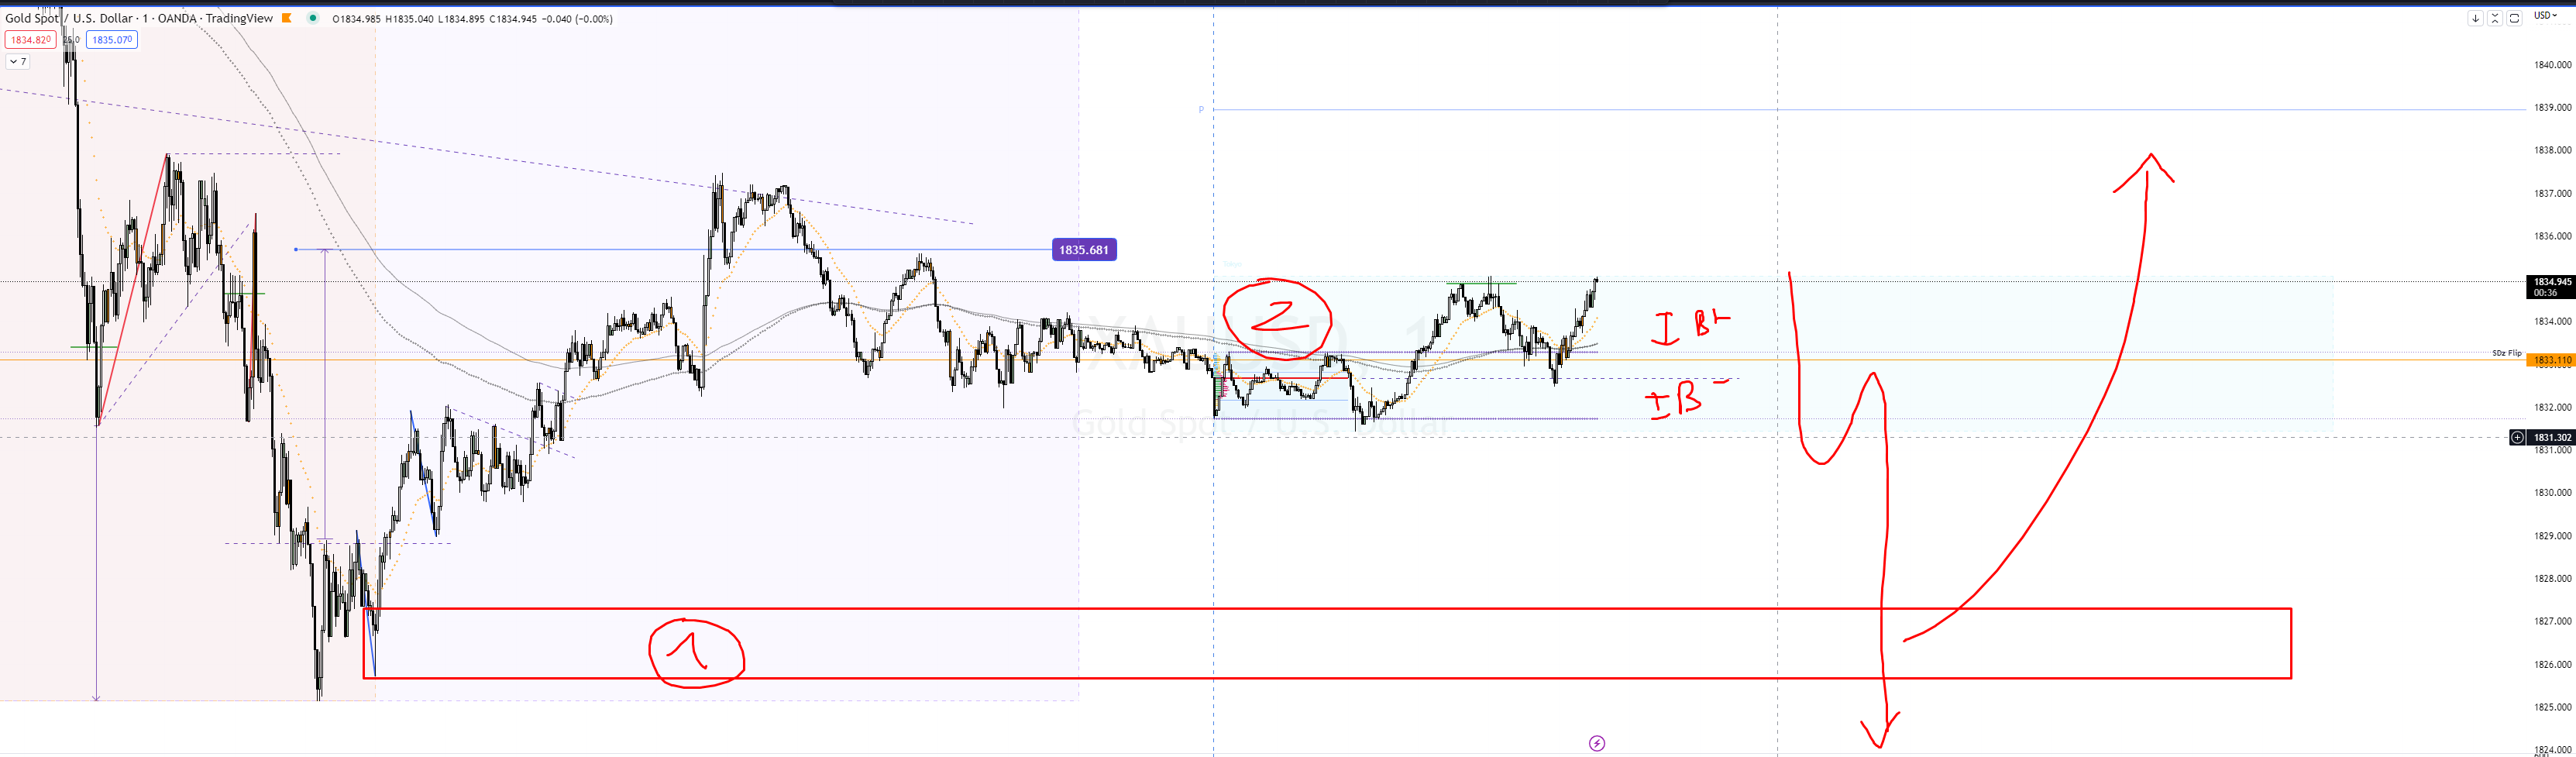 Gold Spot / U.S. Dollar · 1 · OANDA · TradingView O1834.985 H1835.040 L1834.895 C1834.945 −0.040 (−0.00%)
1834.820 25.0 1835.070
7
USD
1840.000
1839.000
P
1838.000
1837.000
1836.000
1835.681
1834.945
00:36
2
1834.000
I B+
XAUUSD, 1
SDz Flip
1833.110
I B-
1832.000
Gold Spot / U.S. Dollar
1831.302
1831.000
1830.000
1829.000
1828.000
1827.000
1
1826.000
1825.000
1824.000